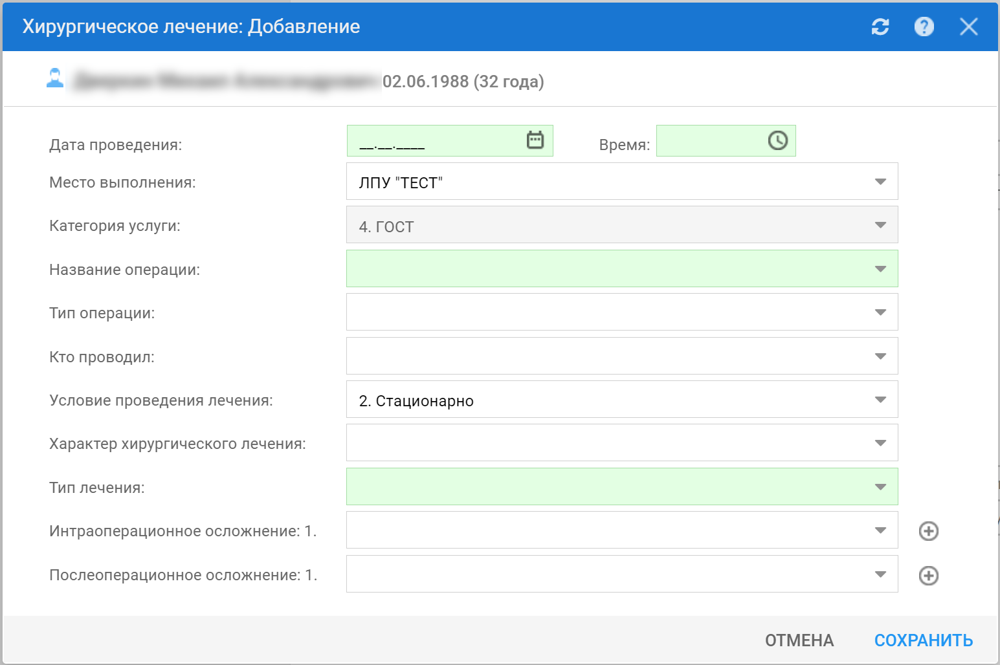 Хирургическое лечение: Добавление
02.06.1988 (32 года)
Дата проведения: __.__.____ Время:
Место выполнения: ЛПУ "ТЕСТ"
Категория услуги: 4. ГОСТ
Название операции:
Тип операции:
Кто проводил:
Условие проведения лечения: 2. Стационарно
Характер хирургического лечения:
Тип лечения:
Интраоперационное осложнение: 1.
Послеоперационное осложнение: 1.
ОТМЕНА СОХРАНИТЬ